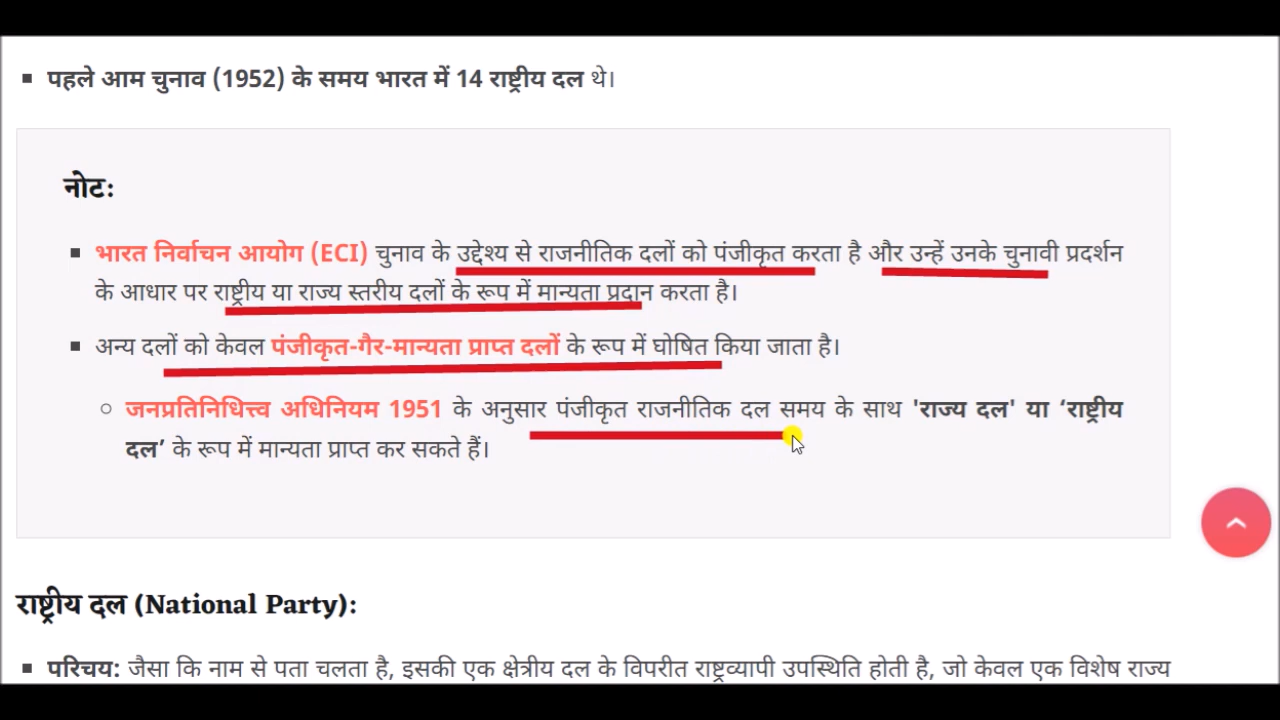 ▪ पहले आम चुनाव (1952) के समय भारत में 14 राष्ट्रीय दल थे।
नोटः
▪ भारत निर्वाचन आयोग (ECI) चुनाव के उद्देश्य से राजनीतिक दलों को पंजीकृत करता है और उन्हें उनके चुनावी प्रदर्शन
के आधार पर राष्ट्रीय या राज्य स्तरीय दलों के रूप में मान्यता प्रदान करता है।
▪ अन्य दलों को केवल पंजीकृत-गैर-मान्यता प्राप्त दलों के रूप में घोषित किया जाता है।
○ जनप्रतिनिधित्त्व अधिनियम 1951 के अनुसार पंजीकृत राजनीतिक दल समय के साथ 'राज्य दल' या ‘राष्ट्रीय
दल’ के रूप में मान्यता प्राप्त कर सकते हैं।
राष्ट्रीय दल (National Party):
▪ परिचय: जैसा कि नाम से पता चलता है, इसकी एक क्षेत्रीय दल के विपरीत राष्ट्रव्यापी उपस्थिति होती है, जो केवल एक विशेष राज्य